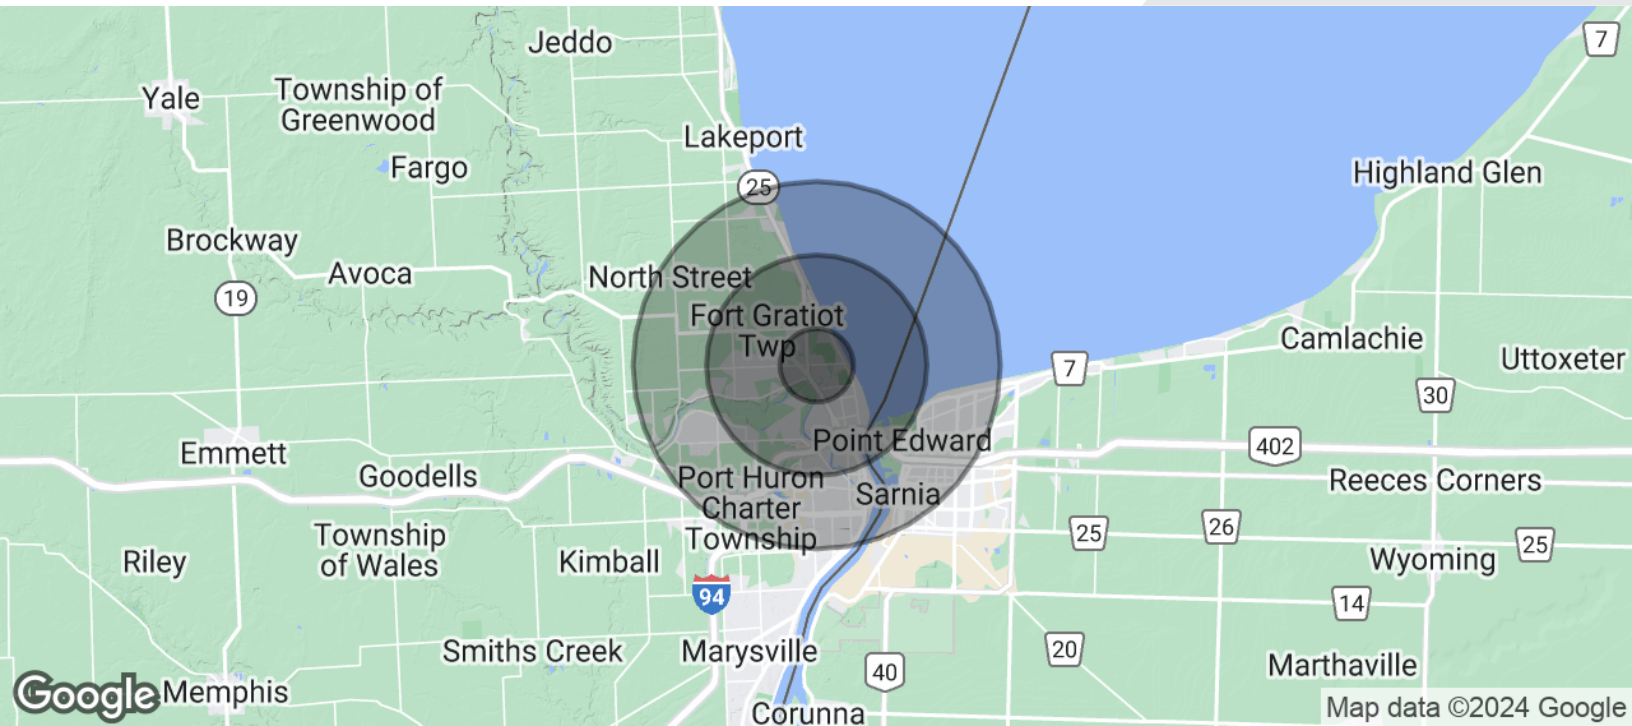 Jeddo
7
Yale
Township of
Greenwood
Lakeport
Fargo
Highland Glen
25
Brockway
Avoca
North Street
19
Fort Gratiot
Twp
Camlachie
Uttoxeter
7
30
Point Edward
402
Emmett
Goodells
Port Huron
Charter
Township
Sarnia
Reeces Corners
Township
of Wales
Riley
Kimball
25
26
25
Wyoming
94
14
Smiths Creek
Marysville
20
40
Marthaville
Google
Memphis
Corunna
Map data ©2024 Google